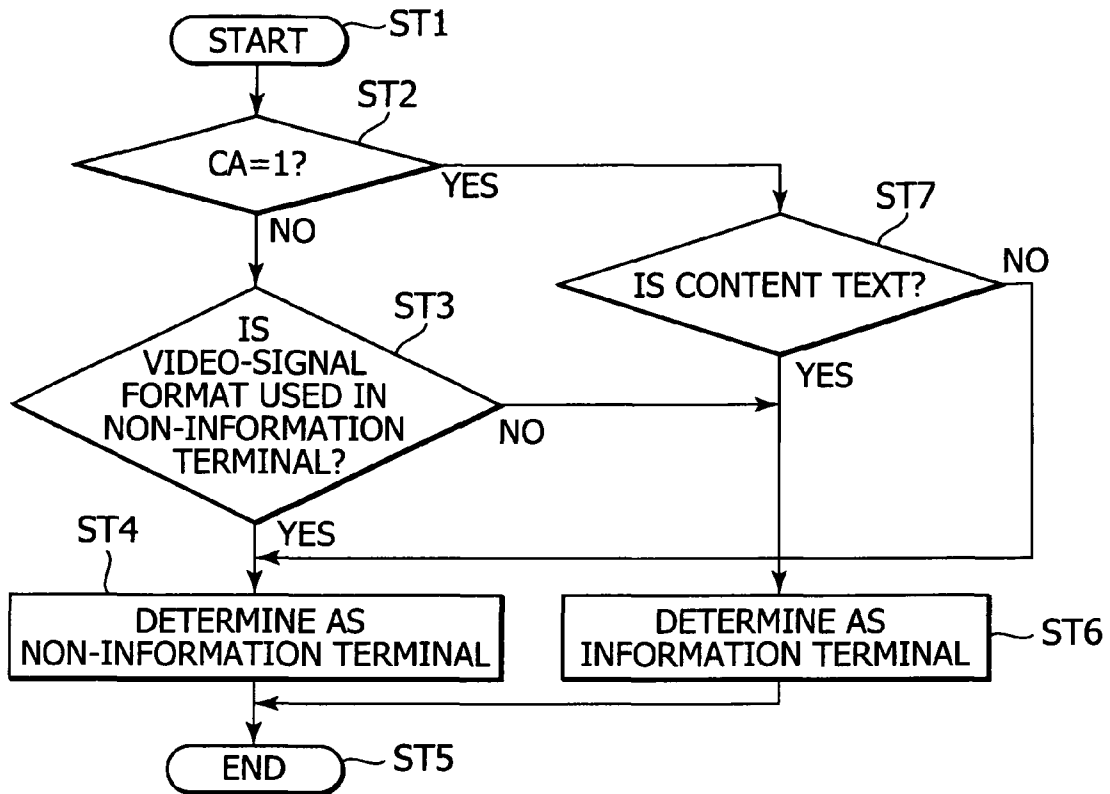 START
ST1
ST2
CA=1?
YES
NO
ST7
IS CONTENT TEXT?
NO
YES
ST3
IS
VIDEO-SIGNAL
FORMAT USED IN
NON-INFORMATION
TERMINAL?
NO
YES
ST4
DETERMINE AS
NON-INFORMATION TERMINAL
DETERMINE AS
INFORMATION TERMINAL
ST6
END
ST5